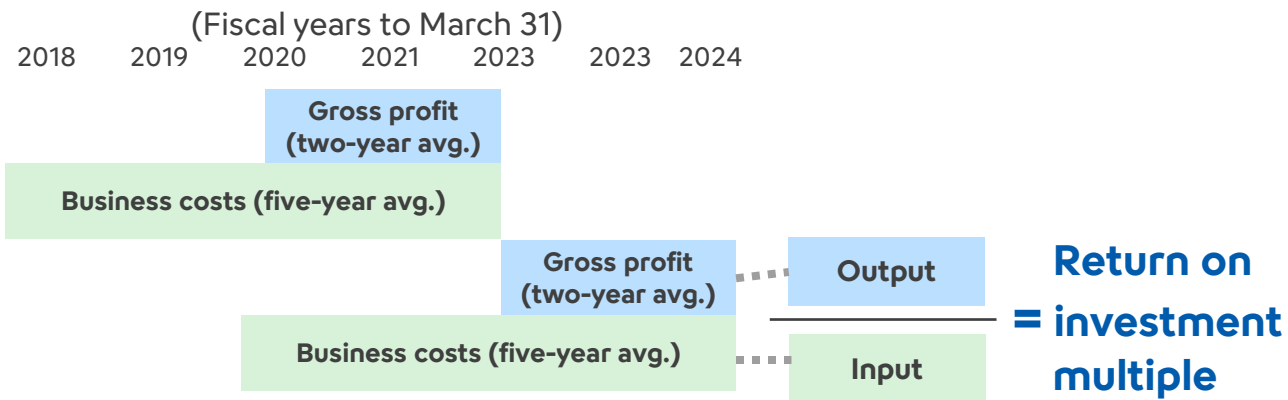 (Fiscal years to March 31)
2018 2019 2020 2021 2023 2023 2024
Gross profit
(two-year avg.)
Business costs (five-year avg.)
Gross profit
(two-year avg.)
Business costs (five-year avg.)
Output
Input
=
Return on
investment
multiple